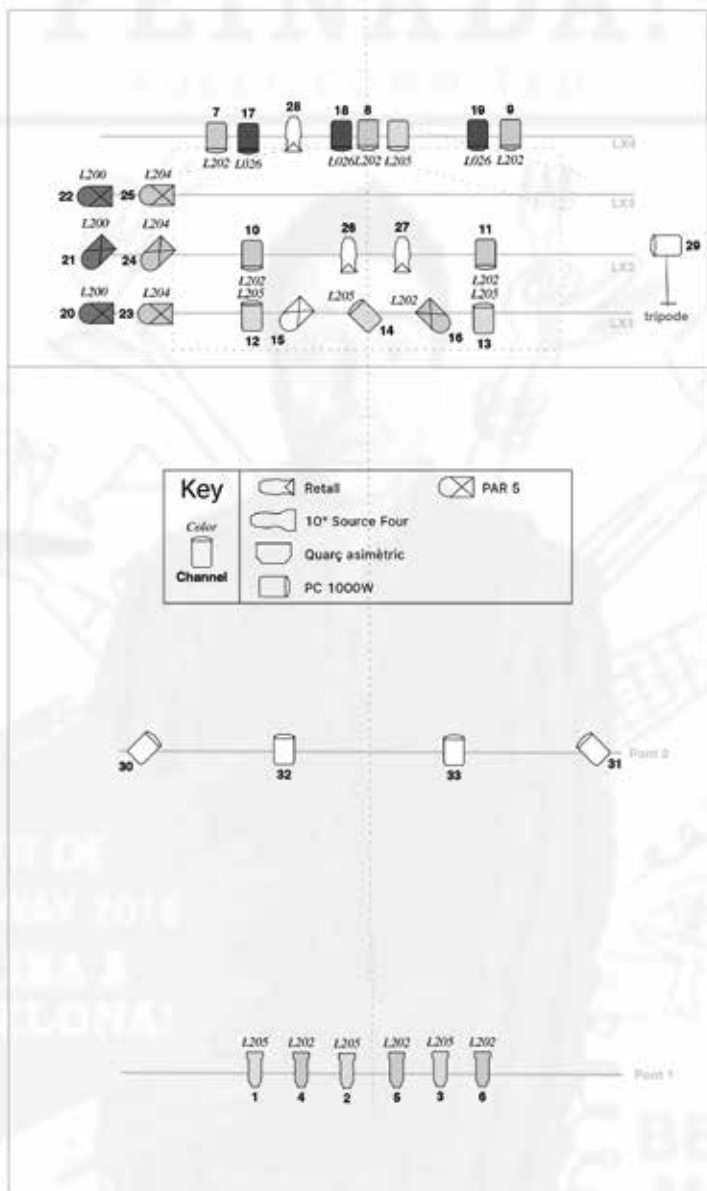 FEINADA!
FULLY COMMITED
7 17 28 18 8 19 9
L202 L026 L026 L202 L205 L026 L202
LX4
L200 L204
22 25
LX3
L200 L204 10 26 27 11 29
21 24
LX2
L202 L202
L200 L204 L205 L205 L202 L205
20 23
LX1
tripode
12 15 14 16 13
Key
Color
Channel
Retall
10° Source Four
Quarç asimètric
PC 1000W
PAR 5
Pont 2
30 32 33 31
L205 L202 L205 L202 L205 L202
Pont 1
1 4 2 5 3 6